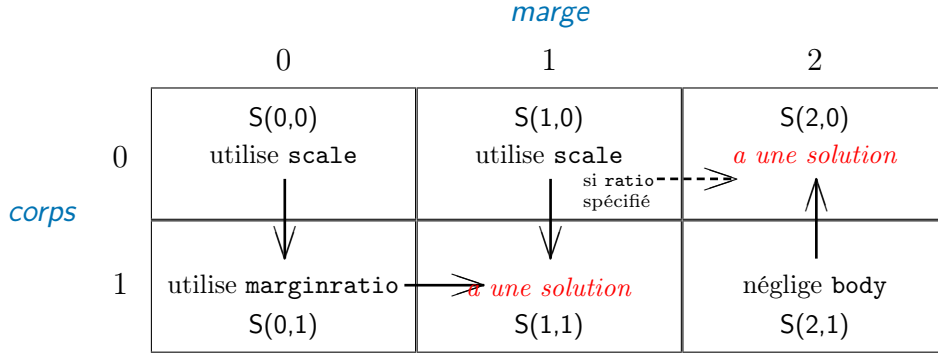 marge
0 1 2
S(0,0) S(1,0) S(2,0)
0 utilise scale utilise scale a une solution
si ratio
spécifié
corps
1 utilise marginratio a une solution néglige body
S(0,1) S(1,1) S(2,1)